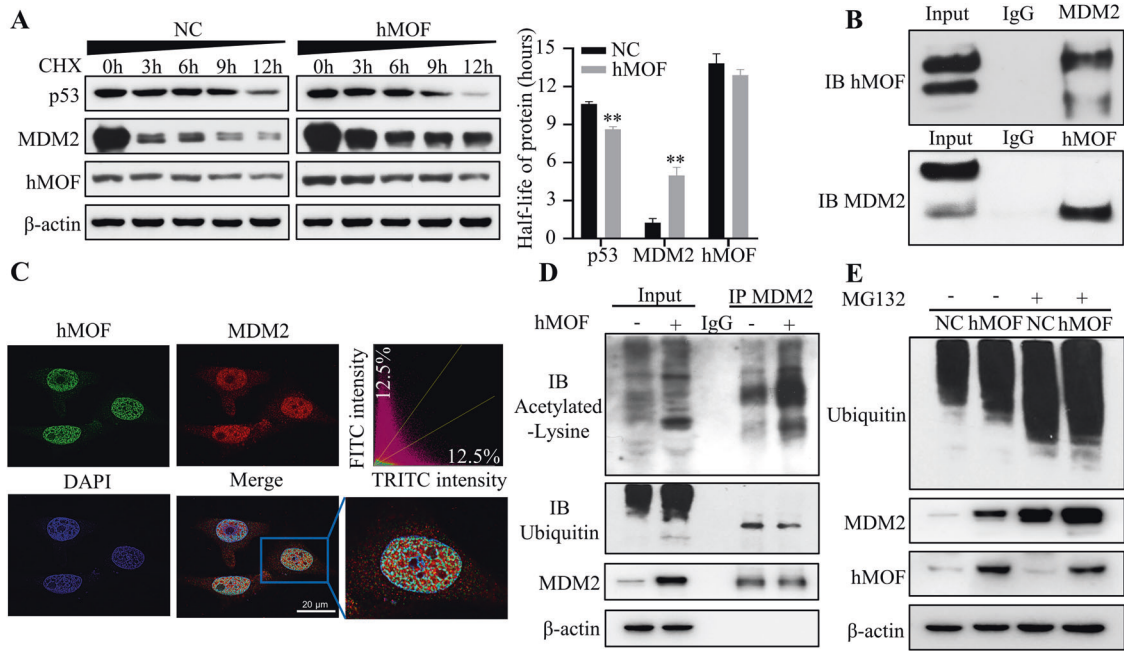 A
NC
hMOF
CHX
0h 3h 6h 9h 12h
0h 3h 6h 9h 12h
p53
MDM2
hMOF
β-actin
Half-life of protein (hours)
15
12
9
6
3
0
NC
hMOF
**
**
p53 MDM2 hMOF
B
Input IgG MDM2
IB hMOF
Input IgG hMOF
IB MDM2
C
hMOF
MDM2
FITC intensity
12.5%
12.5%
TRITC intensity
DAPI
Merge
20 μm
D
Input
IP MDM2
hMOF - + IgG - +
IB
Acetylated
-Lysine
IB
Ubiquitin
MDM2
β-actin
E
MG132 - - + +
NC hMOF NC hMOF
Ubiquitin
MDM2
hMOF
β-actin